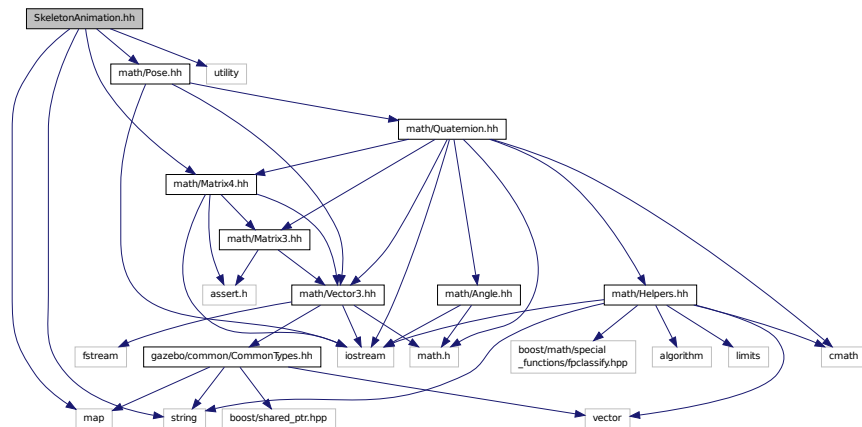 SkeletonAnimation.hh
math/Pose.hh
utility
math/Quaternion.hh
math/Matrix4.hh
math/Matrix3.hh
assert.h
math/Vector3.hh
math/Angle.hh
math/Helpers.hh
fstream
gazebo/common/CommonTypes.hh
iostream
math.h
boost/math/special
_functions/fpclassify.hpp
algorithm
limits
cmath
map
string
boost/shared_ptr.hpp
vector